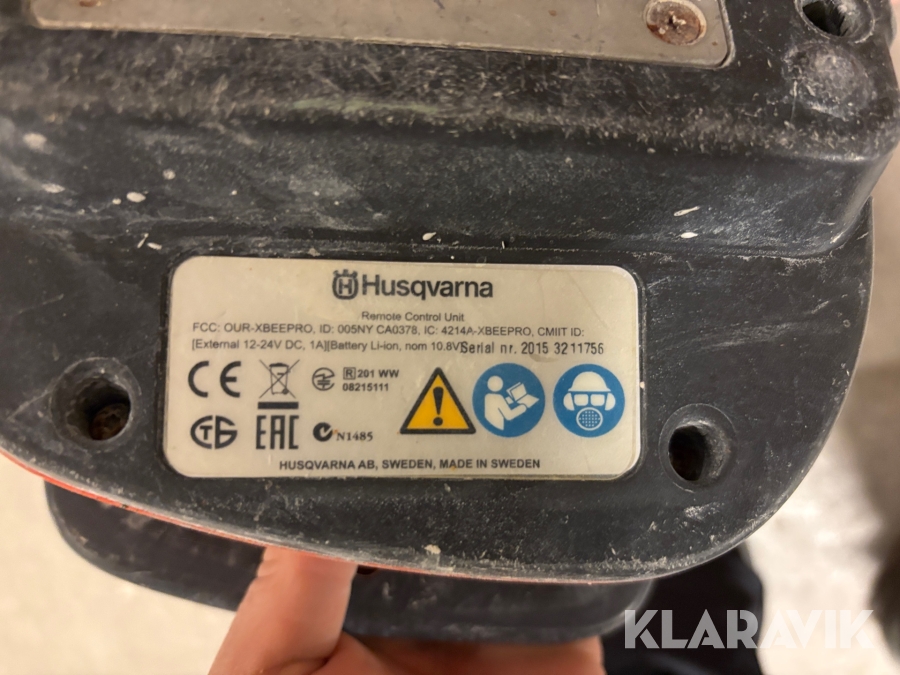 Husqvarna
Remote Control Unit
FCC: OUR-XBEEPRO, ID: 005NY CA0378, IC: 4214A-XBEEPRO, CMIIT ID:
[External 12-24V DC, 1A][Battery Li-ion, nom 10.8V] Serial nr. 2015 3211756
CE
R 201 WW
08215111
EAC
N1485
HUSQVARNA AB, SWEDEN, MADE IN SWEDEN
KLARAVIK